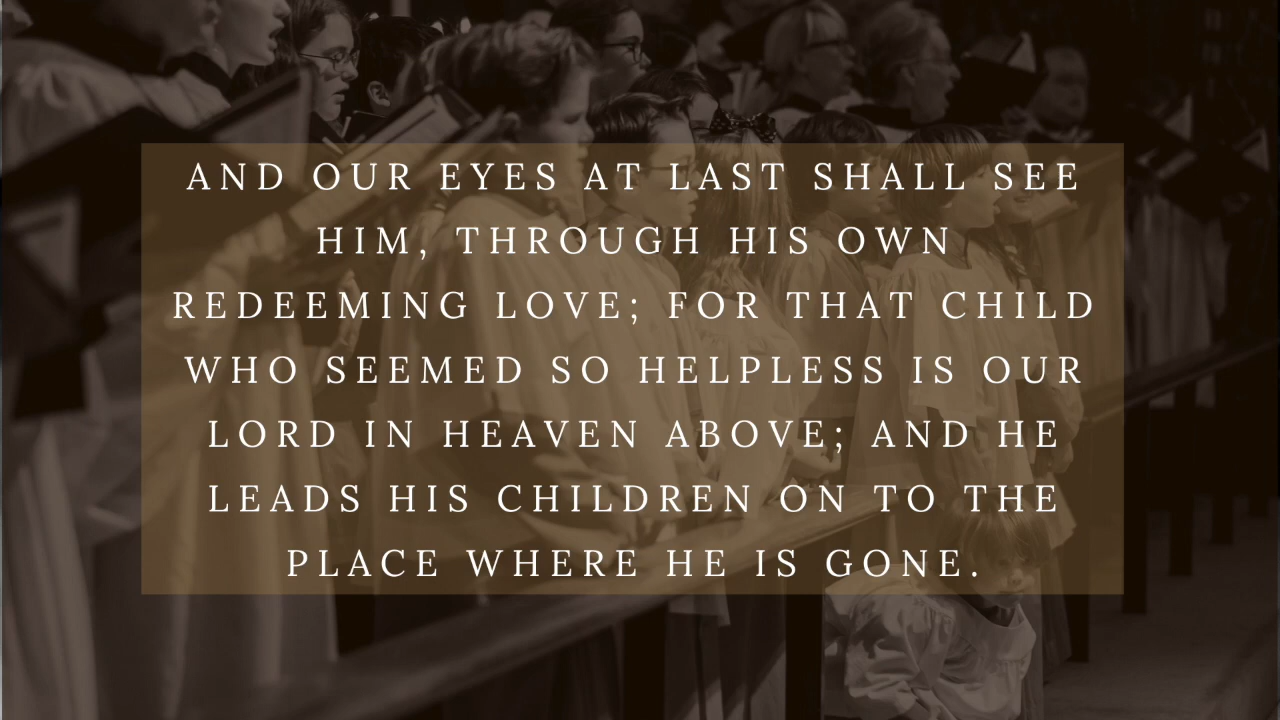 AND OUR EYES AT LAST SHALL SEE
HIM, THROUGH HIS OWN
REDEEMING LOVE; FOR THAT CHILD
WHO SEEMED SO HELPLESS IS OUR
LORD IN HEAVEN ABOVE; AND HE
LEADS HIS CHILDREN ON TO THE
PLACE WHERE HE IS GONE.